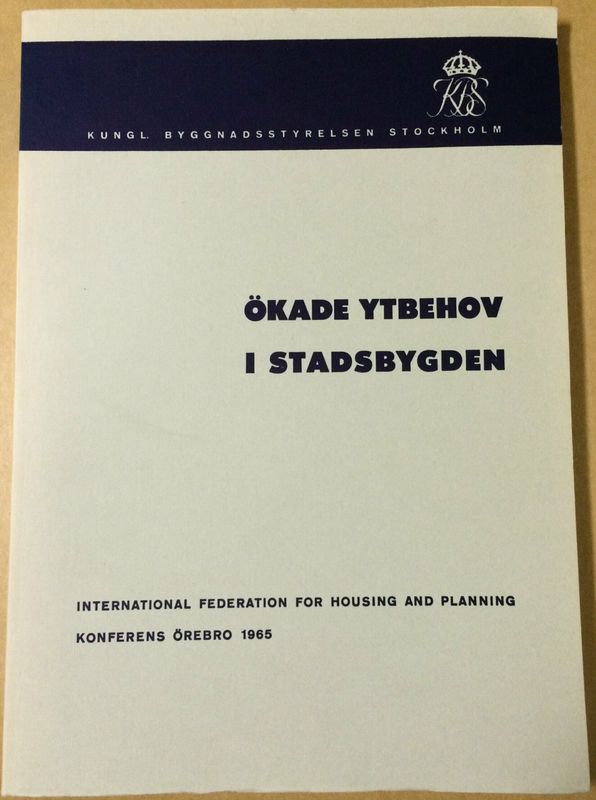 KBS
KUNGL. BYGGNADSSTYRELSEN STOCKHOLM
ÖKADE YTBEHOV
I STADSBYGDEN
INTERNATIONAL FEDERATION FOR HOUSING AND PLANNING
KONFERENS ÖREBRO 1965